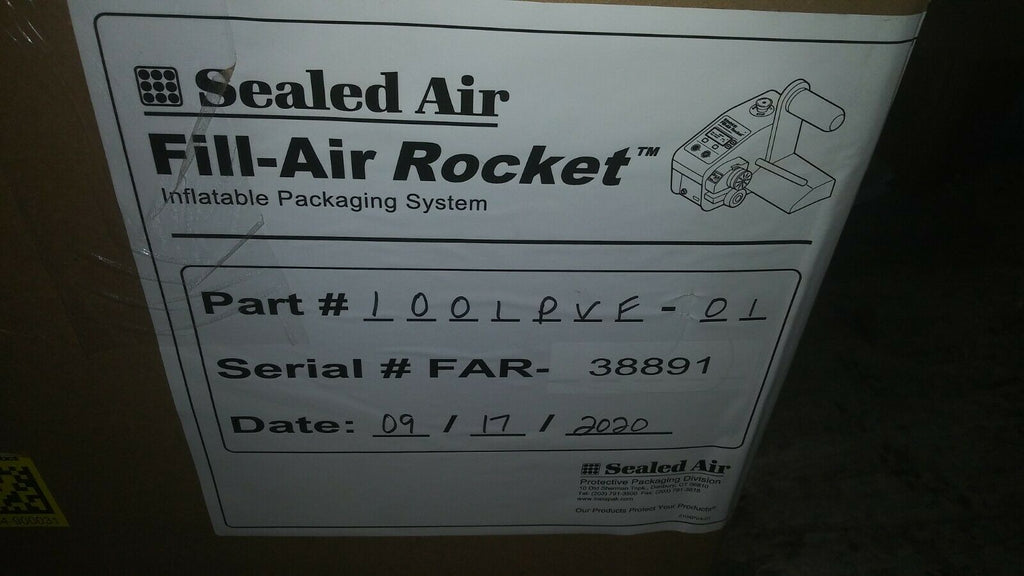 Sealed Air
Fill-Air Rocket™
Inflatable Packaging System
Part # 100LPVF-01
Serial # FAR- 38891
Date: 09 / 17 / 2020
Sealed Air
Protective Packaging Division
Our Products Protect Your Products®